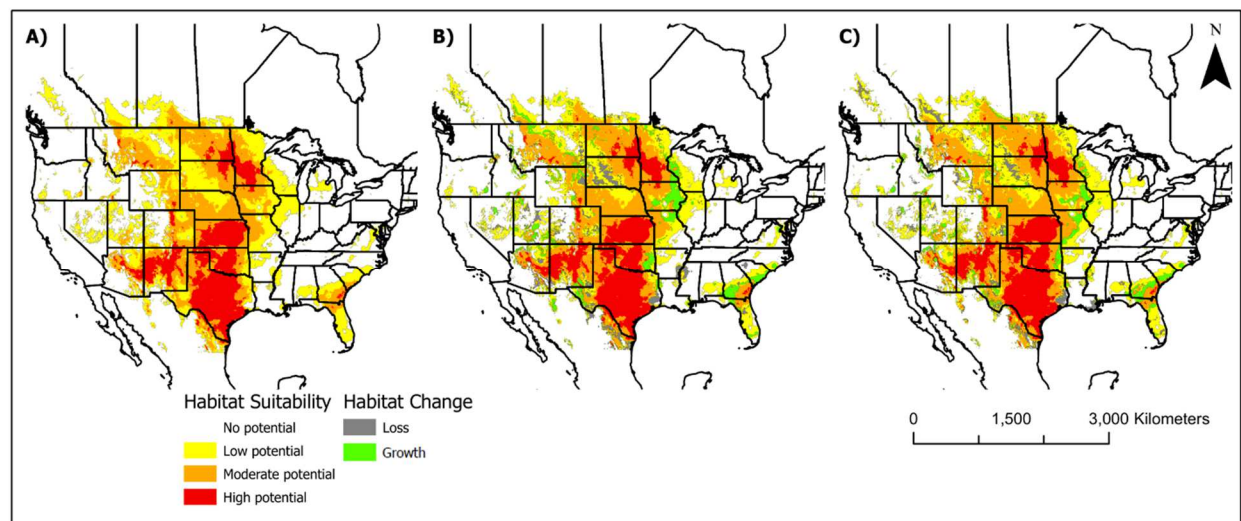 A)
B)
C)
N
Habitat Suitability
No potential
Low potential
Moderate potential
High potential
Habitat Change
Loss
Growth
0 1,500 3,000 Kilometers